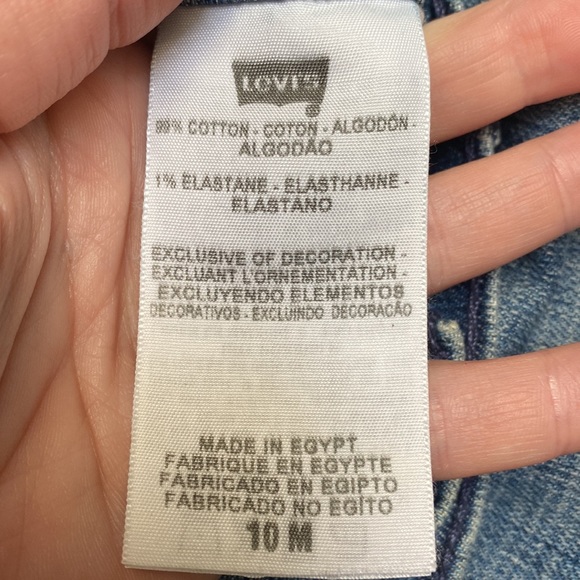 LEVI'S
®
99% COTTON - COTON - ALGODÓN -
ALGODÃO
1% ELASTANE - ELASTHANNE -
ELASTANO
EXCLUSIVE OF DECORATION -
EXCLUANT L'ORNEMENTATION -
EXCLUYENDO ELEMENTOS
DECORATIVOS - EXCLUINDO DECORAÇÃO
MADE IN EGYPT
FABRIQUE EN EGYPTE
FABRICADO EN EGIPTO
FABRICADO NO EGITO
10 M